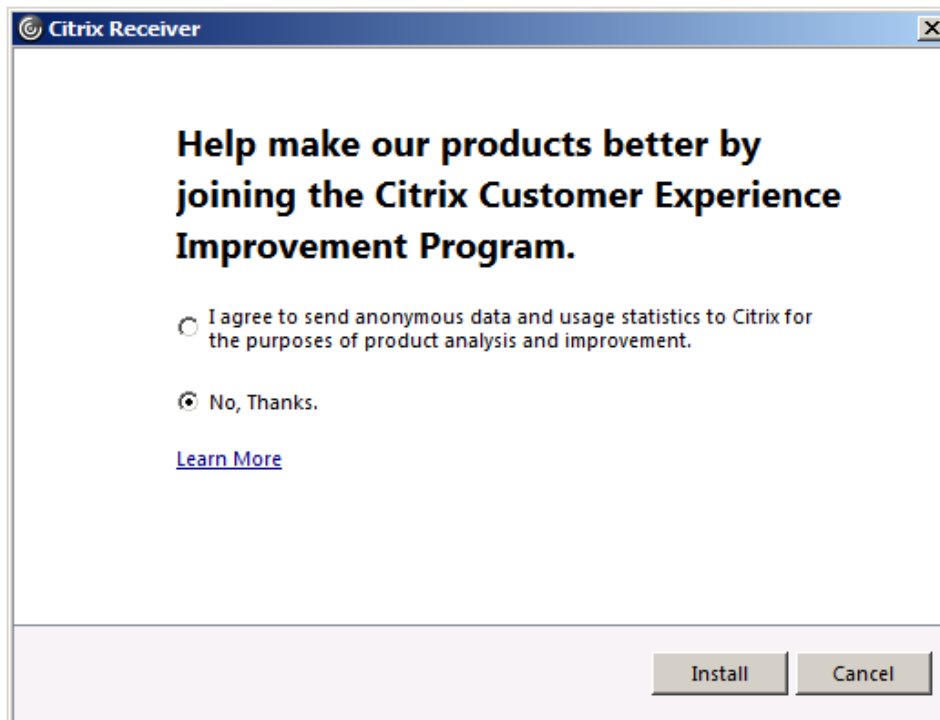 Citrix Receiver
Help make our products better by
joining the Citrix Customer Experience
Improvement Program.
I agree to send anonymous data and usage statistics to Citrix for
the purposes of product analysis and improvement.
No, Thanks.
Learn More
Install Cancel